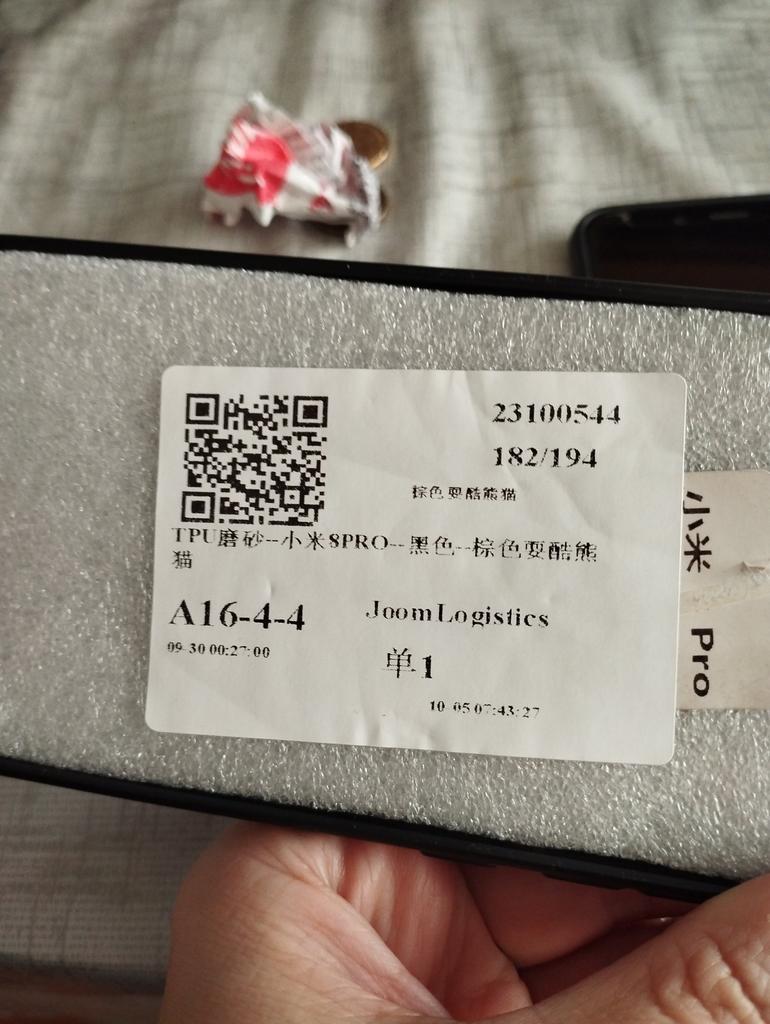 23100544
182/194
棕色耍酷熊猫
TPU磨砂--小米8PRO--黑色--棕色耍酷熊
猫
A16-4-4
JoomLogistics
09-30 00:27:00
单1
10-05 07:43:27
小米
Pro